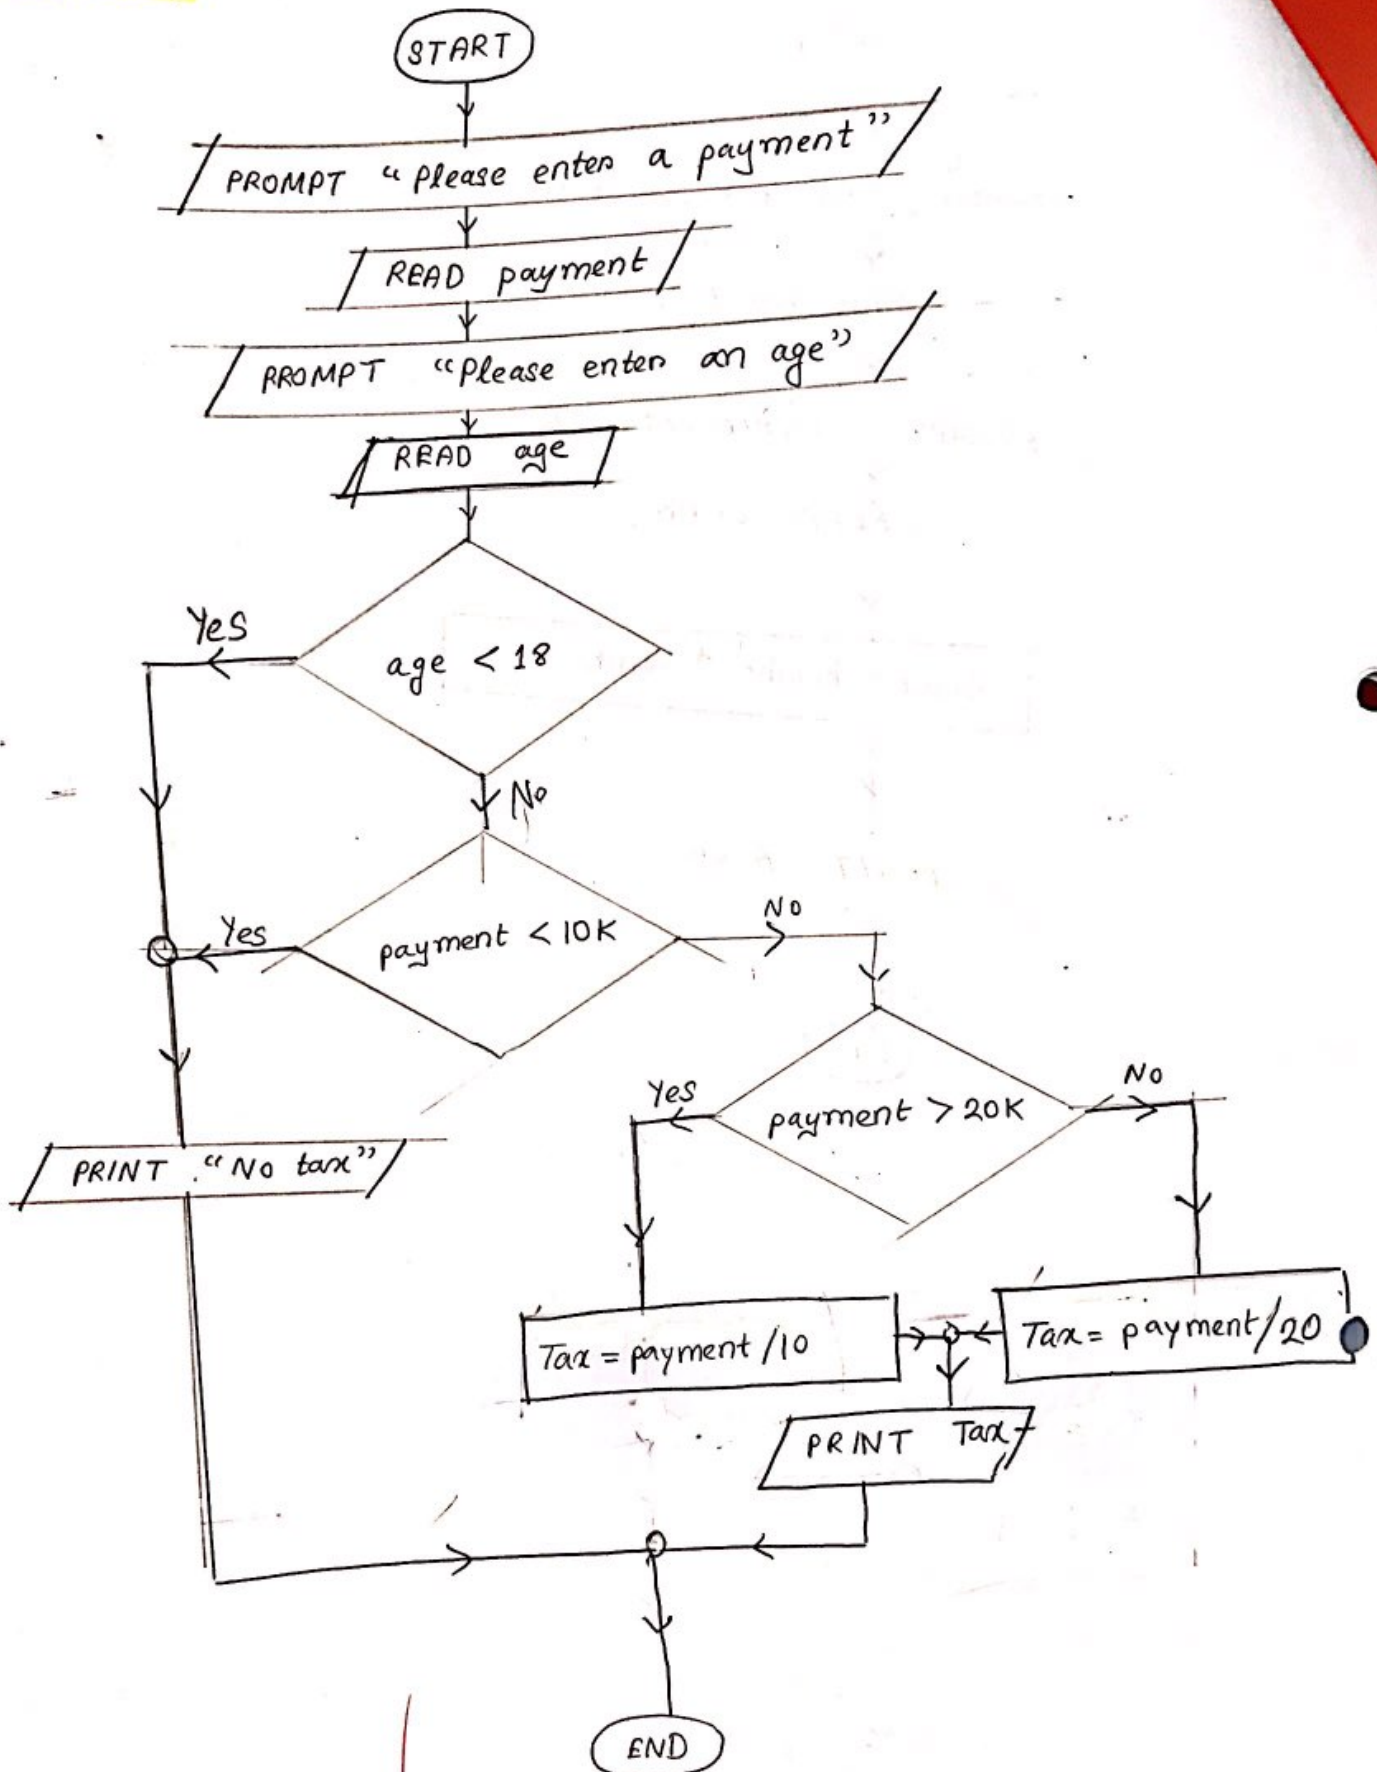 START
PROMPT "Please enter a payment"
READ payment
PROMPT "Please enter an age"
READ age
age < 18
Yes
No
payment < 10K
Yes
No
payment > 20K
Yes
No
PRINT "No tax"
Tax = payment /10
Tax = payment/20
PRINT Tax
END